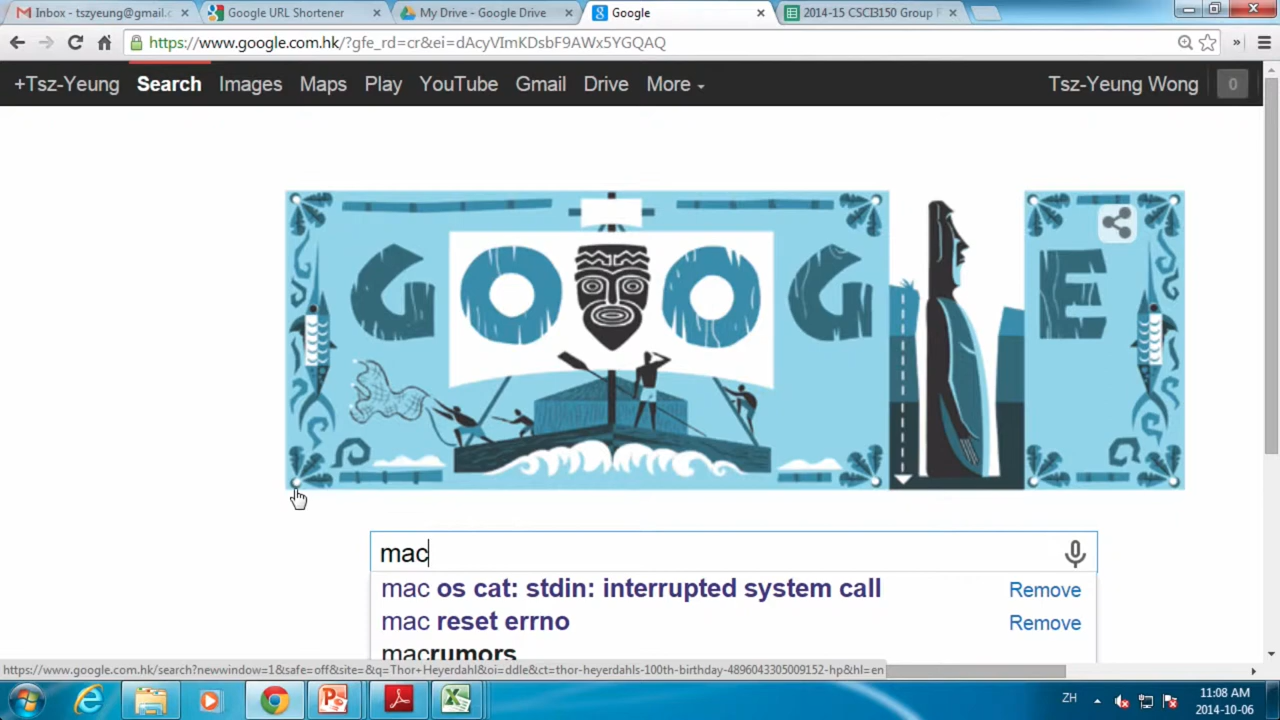 Inbox - tszyeung@gmail.c
Google URL Shortener
My Drive - Google Drive
Google
2014-15 CSCI3150 Group F
https://www.google.com.hk/?gfe_rd=cr&ei=dAcyVImKDsbF9AWx5YGQAQ
+Tsz-Yeung Search Images Maps Play YouTube Gmail Drive More
Tsz-Yeung Wong 0
GOOGLE
mac
mac os cat: stdin: interrupted system call Remove
mac reset errno Remove
macrumors
https://www.google.com.hk/search?newwindow=1&safe=off&site=&q=Thor+Heyerdahl&oi=ddle&ct=thor-heyerdahls-100th-birthday-4896043305009152-hp&hl=en
ZH
11:08 AM
2014-10-06